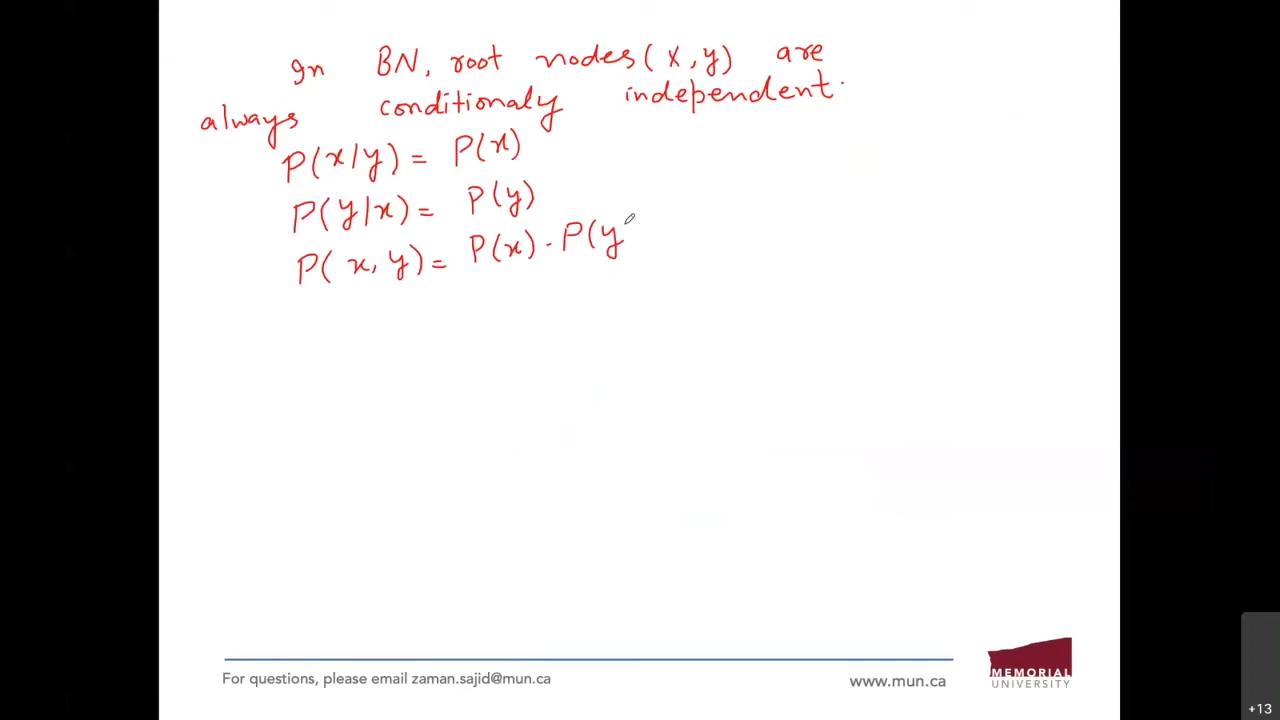 In BN, root nodes (x, y) are
always conditionaly independent.
P(x/y) = P(x)
P(y|x) = P(y)
P(x, y) = P(x) . P(y
For questions, please email zaman.sajid@mun.ca
www.mun.ca
MEMORIAL
UNIVERSITY
+13